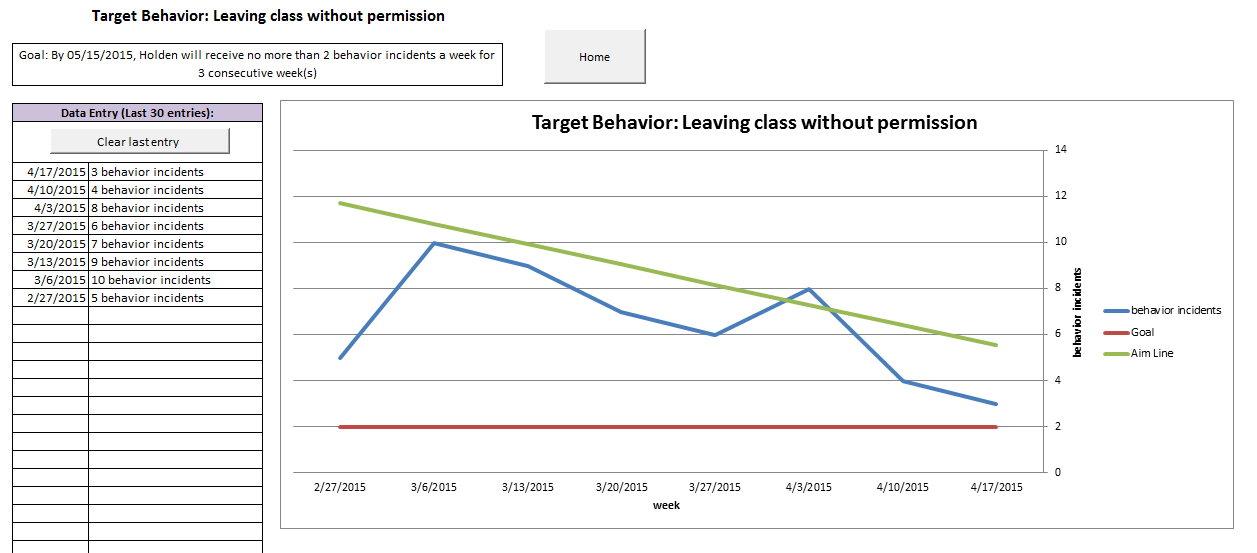 Target Behavior: Leaving class without permission
Goal: By 05/15/2015, Holden will receive no more than 2 behavior incidents a week for
3 consecutive week(s)
Home
Data Entry (Last 30 entries):
Clear last entry
4/17/2015 3 behavior incidents
4/10/2015 4 behavior incidents
4/3/2015 8 behavior incidents
3/27/2015 6 behavior incidents
3/20/2015 7 behavior incidents
3/13/2015 9 behavior incidents
3/6/2015 10 behavior incidents
2/27/2015 5 behavior incidents
Target Behavior: Leaving class without permission
14
12
10
8
6
4
2
0
behavior incidents
2/27/2015 3/6/2015 3/13/2015 3/20/2015 3/27/2015 4/3/2015 4/10/2015 4/17/2015
week
behavior incidents
Goal
Aim Line